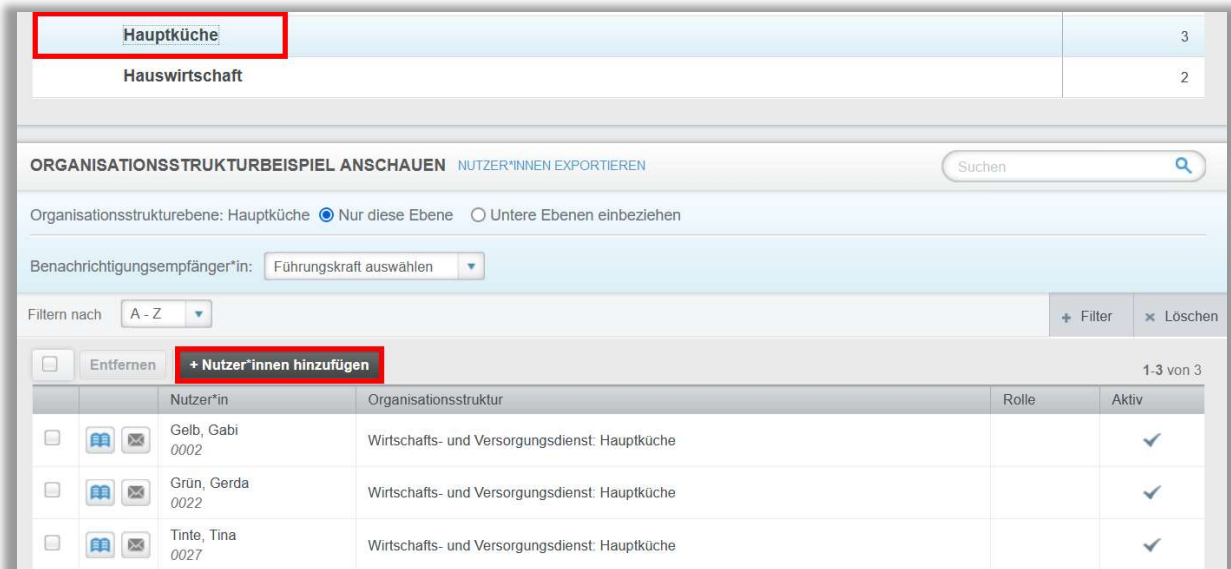 Hauptküche 3
Hauswirtschaft 2
ORGANISATIONSSTRUKTURBEISPIEL ANSCHAUEN NUTZER*INNEN EXPORTIEREN Suchen
Organisationsstrukturebene: Hauptküche Nur diese Ebene Untere Ebenen einbeziehen
Benachrichtigungsempfänger*in: Führungskraft auswählen
Filtern nach A - Z + Filter × Löschen
Entfernen + Nutzer*innen hinzufügen 1-3 von 3
Nutzer*in Organisationsstruktur Rolle Aktiv
Gelb, Gabi
0002 Wirtschafts- und Versorgungsdienst: Hauptküche
Grün, Gerda
0022 Wirtschafts- und Versorgungsdienst: Hauptküche
Tinte, Tina
0027 Wirtschafts- und Versorgungsdienst: Hauptküche